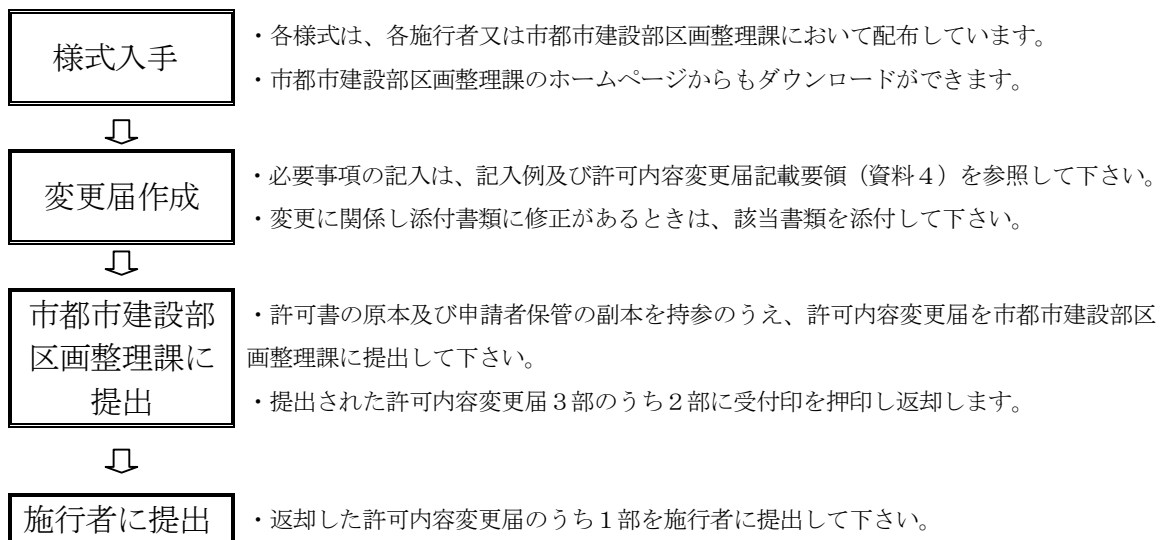 様式入手
・各様式は、各施行者又は市都市建設部区画整理課において配布しています。
・市都市建設部区画整理課のホームページからもダウンロードができます。
変更届作成
・必要事項の記入は、記入例及び許可内容変更届記載要領(資料4)を参照して下さい。
・変更に関係し添付書類に修正があるときは、該当書類を添付して下さい。
市都市建設部
区画整理課に
提出
・許可書の原本及び申請者保管の副本を持参のうえ、許可内容変更届を市都市建設部区
画整理課に提出して下さい。
・提出された許可内容変更届3部のうち2部に受付印を押印し返却します。
施行者に提出
・返却した許可内容変更届のうち1部を施行者に提出して下さい。